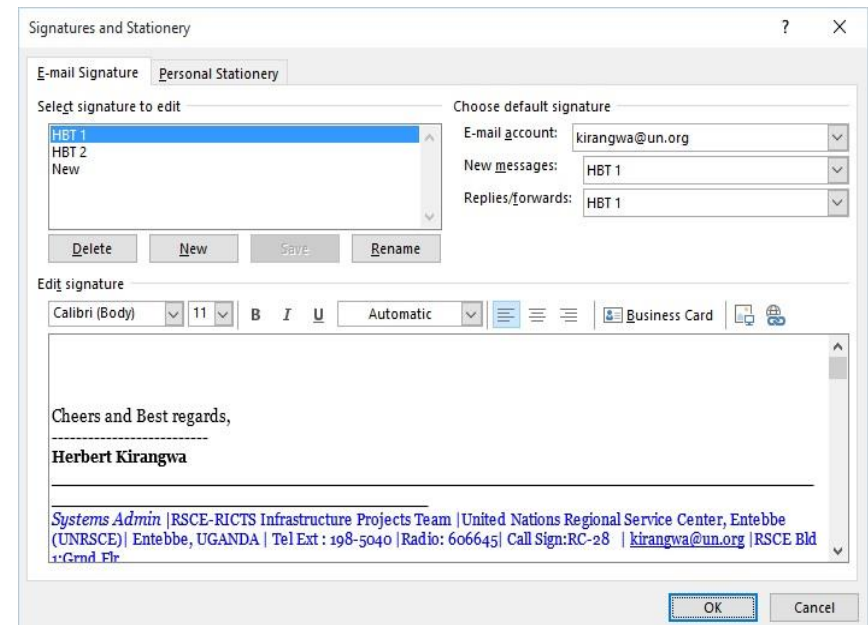 Signatures and Stationery
E-mail Signature Personal Stationery
Select signature to edit
HBT 1
HBT 2
New
Delete New Save Rename
Choose default signature
E-mail account: kirangwa@un.org
New messages: HBT 1
Replies/forwards: HBT 1
Edit signature
Calibri (Body) 11 B I U Automatic Business Card
Cheers and Best regards,
--------------------------
Herbert Kirangwa
Systems Admin |RSCE-RICTS Infrastructure Projects Team |United Nations Regional Service Center, Entebbe
(UNRSCE)| Entebbe, UGANDA | Tel Ext : 198-5040 |Radio: 606645| Call Sign:RC-28 | kirangwa@un.org |RSCE Bld
1:Grnd Flr
OK Cancel